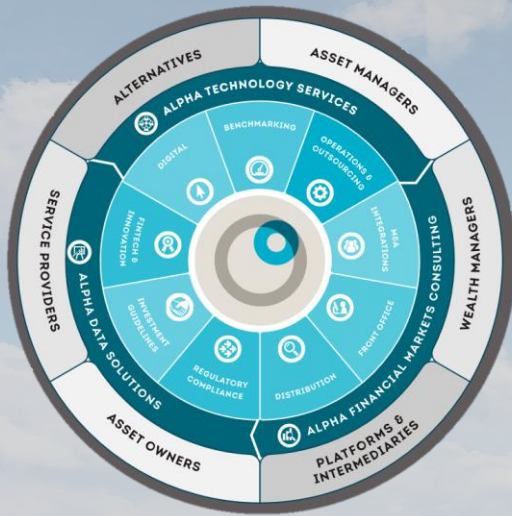 ALTERNATIVES
ASSET MANAGERS
WEALTH MANAGERS
PLATFORMS &
INTERMEDIARIES
ASSET OWNERS
SERVICE PROVIDERS
ALPHA TECHNOLOGY SERVICES
ALPHA FINANCIAL MARKETS CONSULTING
ALPHA DATA SOLUTIONS
BENCHMARKING
OPERATIONS &
OUTSOURCING
M&A
INTEGRATIONS
FRONT OFFICE
DISTRIBUTION
REGULATORY
COMPLIANCE
INVESTMENT
GUIDELINES
FINTECH &
INNOVATION
DIGITAL